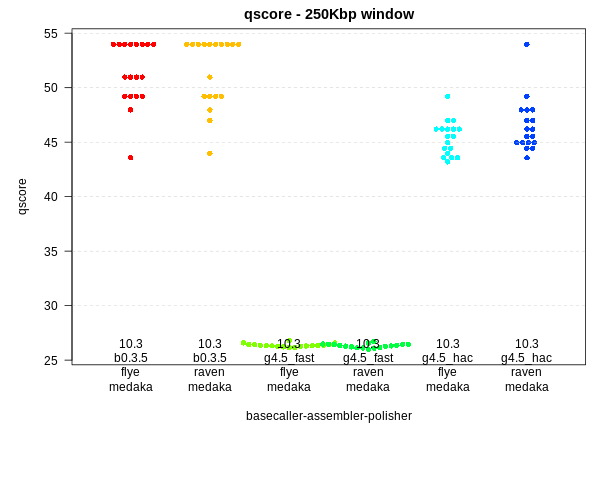 qscore - 250Kbp window
55
50
45
40
35
30
25
qscore
10.3 10.3 10.3 10.3 10.3 10.3
b0.3.5 b0.3.5 g4.5_fast g4.5_fast g4.5_hac g4.5_hac
flye raven flye raven flye raven
medaka medaka medaka medaka medaka medaka
basecaller-assembler-polisher